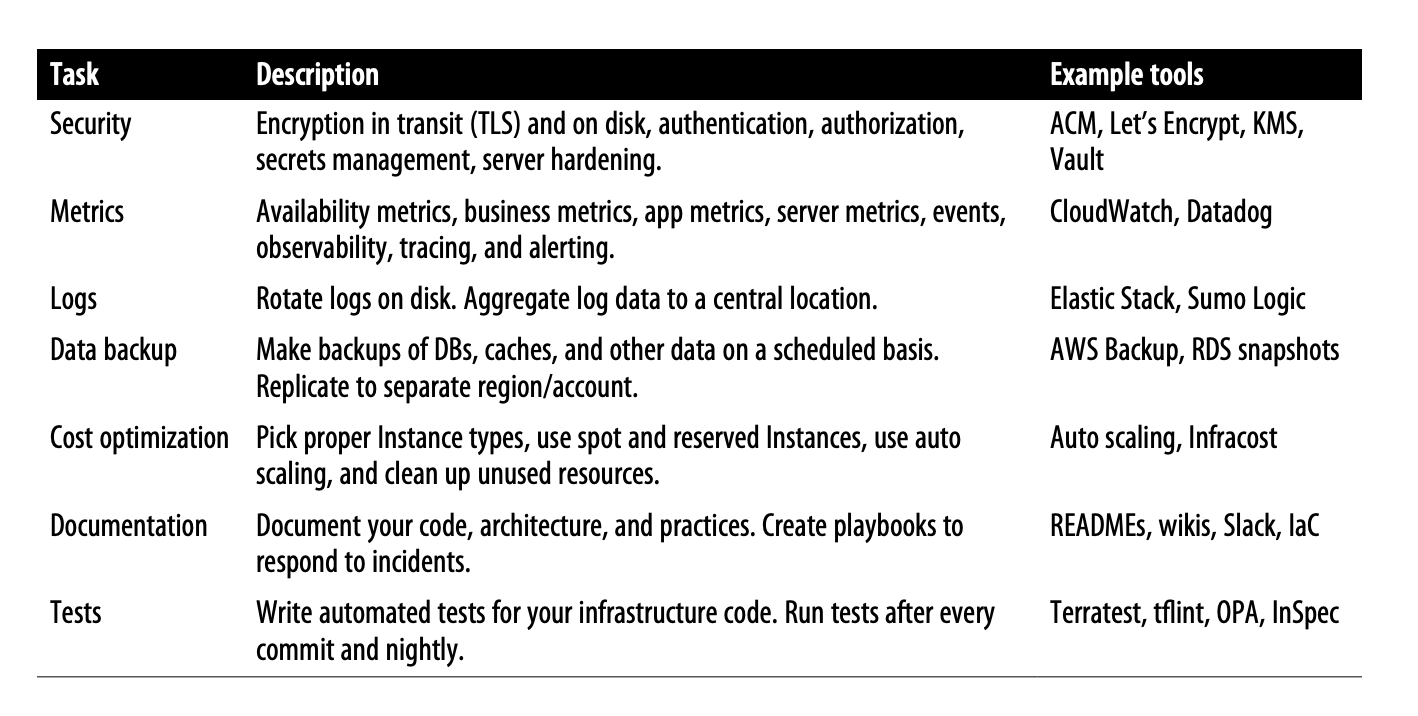 Task Description Example tools
Security Encryption in transit (TLS) and on disk, authentication, authorization, ACM, Let’s Encrypt, KMS,
secrets management, server hardening. Vault
Metrics Availability metrics, business metrics, app metrics, server metrics, events, CloudWatch, Datadog
observability, tracing, and alerting.
Logs Rotate logs on disk. Aggregate log data to a central location. Elastic Stack, Sumo Logic
Data backup Make backups of DBs, caches, and other data on a scheduled basis. AWS Backup, RDS snapshots
Replicate to separate region/account.
Cost optimization Pick proper Instance types, use spot and reserved Instances, use auto Auto scaling, Infracost
scaling, and clean up unused resources.
Documentation Document your code, architecture, and practices. Create playbooks to READMEs, wikis, Slack, IaC
respond to incidents.
Tests Write automated tests for your infrastructure code. Run tests after every Terratest, tflint, OPA, InSpec
commit and nightly.